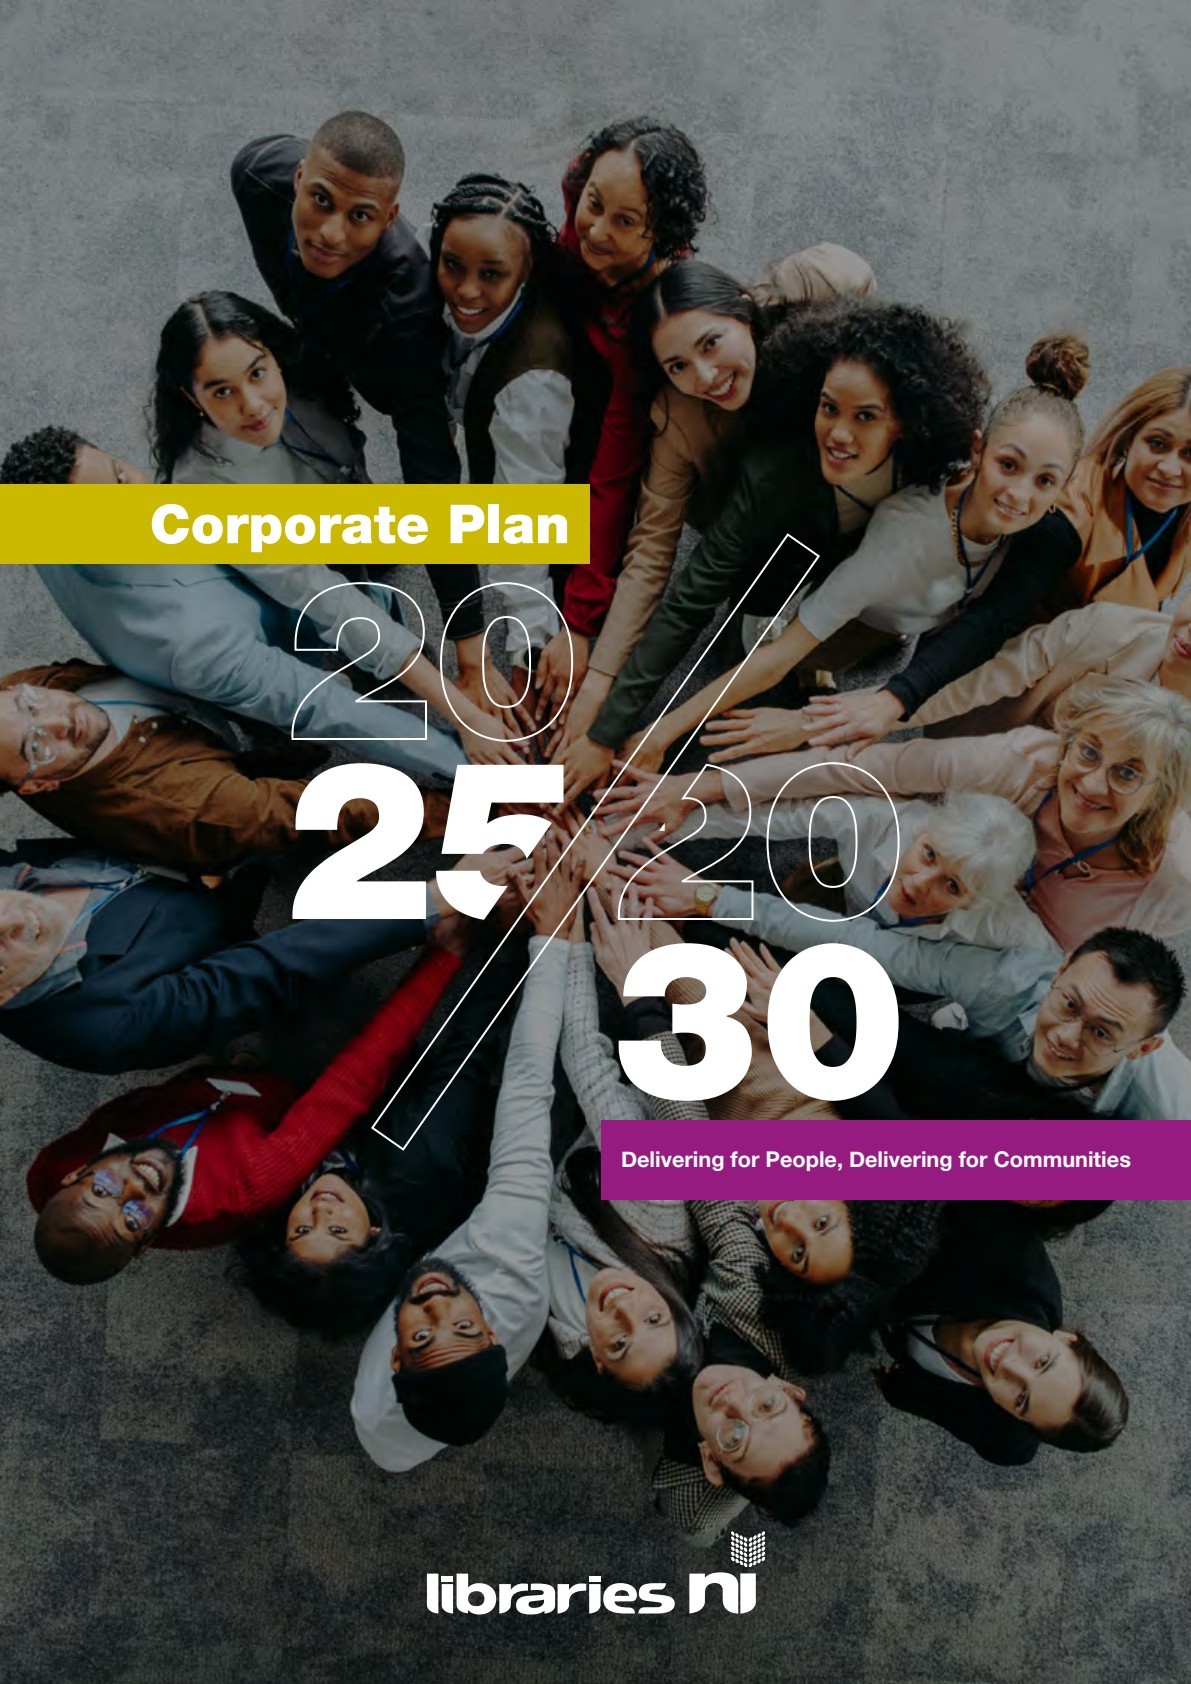 Corporate Plan
20
25/20
30
Delivering for People, Delivering for Communities
libraries ni